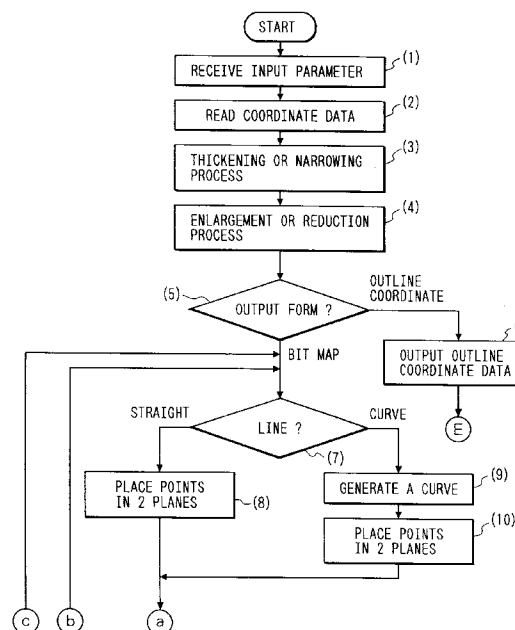 START
(1)
RECEIVE INPUT PARAMETER
(2)
READ COORDINATE DATA
(3)
THICKENING OR NARROWING
PROCESS
(4)
ENLARGEMENT OR REDUCTION
PROCESS
(5)
OUTPUT FORM ?
OUTLINE
COORDINATE
BIT MAP
OUTPUT OUTLINE
COORDINATE DATA
E
STRAIGHT
LINE ?
CURVE
(7)
PLACE POINTS
IN 2 PLANES
(8)
GENERATE A CURVE
(9)
PLACE POINTS
IN 2 PLANES
(10)
c
b
a